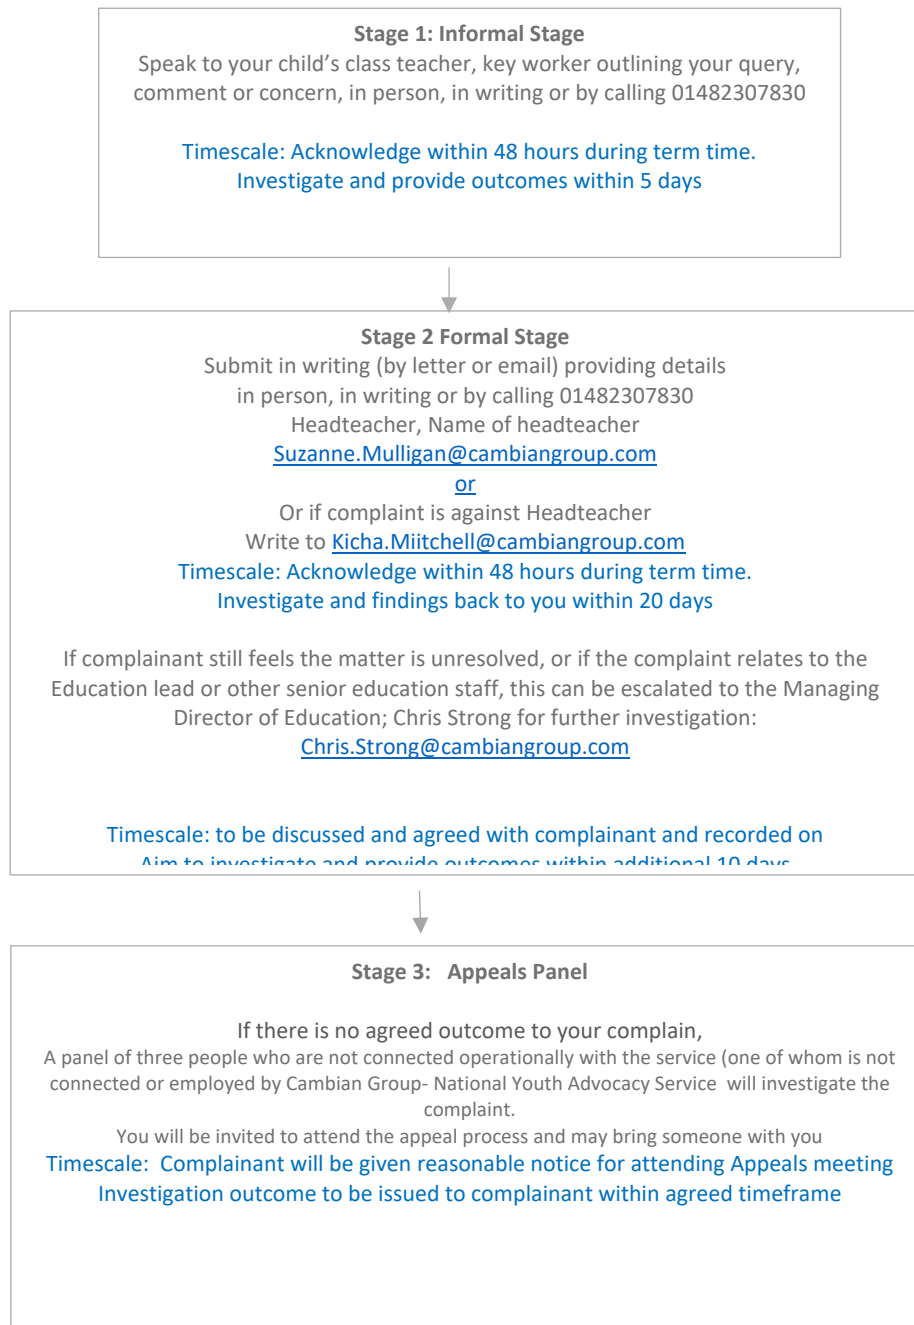 Stage 1: Informal Stage
Speak to your child's class teacher, key worker outlining your query,
comment or concern, in person, in writing or by calling 01482307830
Timescale: Acknowledge within 48 hours during term time.
Investigate and provide outcomes within 5 days
Stage 2 Formal Stage
Submit in writing (by letter or email) providing details
in person, in writing or by calling 01482307830
Headteacher, Name of headteacher
Suzanne.Mulligan@cambiangroup.com
or
Or if complaint is against Headteacher
Write to Kicha.Miitchell@cambiangroup.com
Timescale: Acknowledge within 48 hours during term time.
Investigate and findings back to you within 20 days
If complainant still feels the matter is unresolved, or if the complaint relates to the
Education lead or other senior education staff, this can be escalated to the Managing
Director of Education; Chris Strong for further investigation:
Chris.Strong@cambiangroup.com
Timescale: to be discussed and agreed with complainant and recorded on
Aim to investigate and provide outcomes within additional 10 days
Stage 3: Appeals Panel
If there is no agreed outcome to your complain,
A panel of three people who are not connected operationally with the service (one of whom is not
connected or employed by Cambian Group- National Youth Advocacy Service will investigate the
complaint.
You will be invited to attend the appeal process and may bring someone with you
Timescale: Complainant will be given reasonable notice for attending Appeals meeting
Investigation outcome to be issued to complainant within agreed timeframe